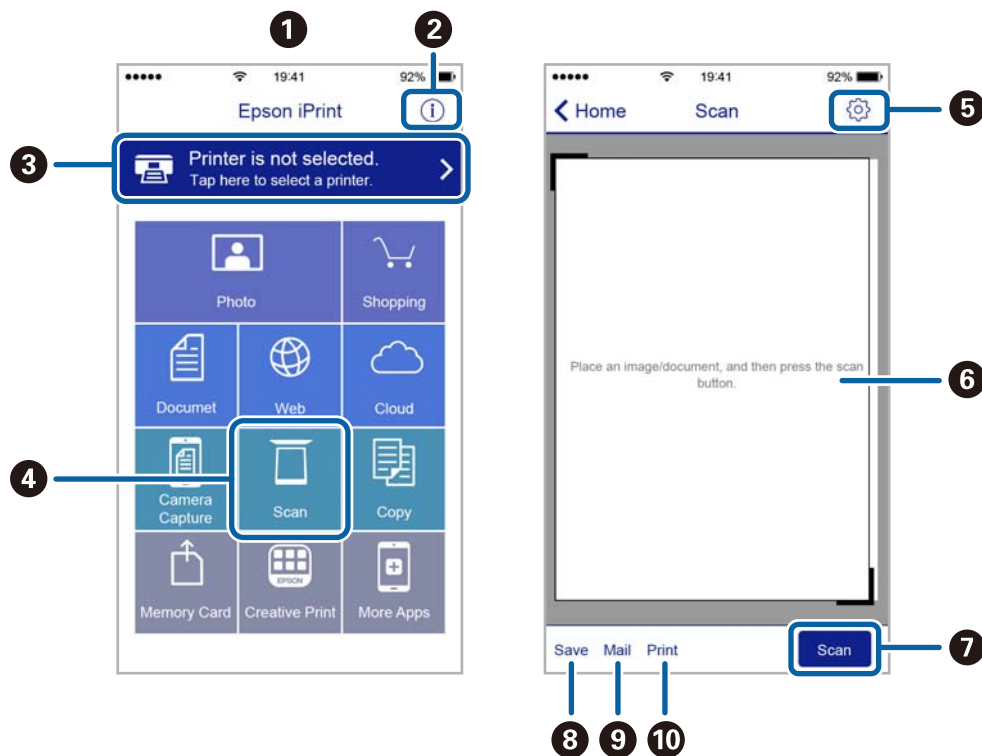 1 2
19:41 92%
Epson iPrint i
3
Printer is not selected.
Tap here to select a printer.
Photo Shopping
Documet Web Cloud
4
Camera Capture Scan Copy
EPSON
Memory Card Creative Print More Apps
19:41 92%
Home Scan
5
Place an image/document, and then press the scan
button.
6
Save Mail Print Scan
7
8 9 10